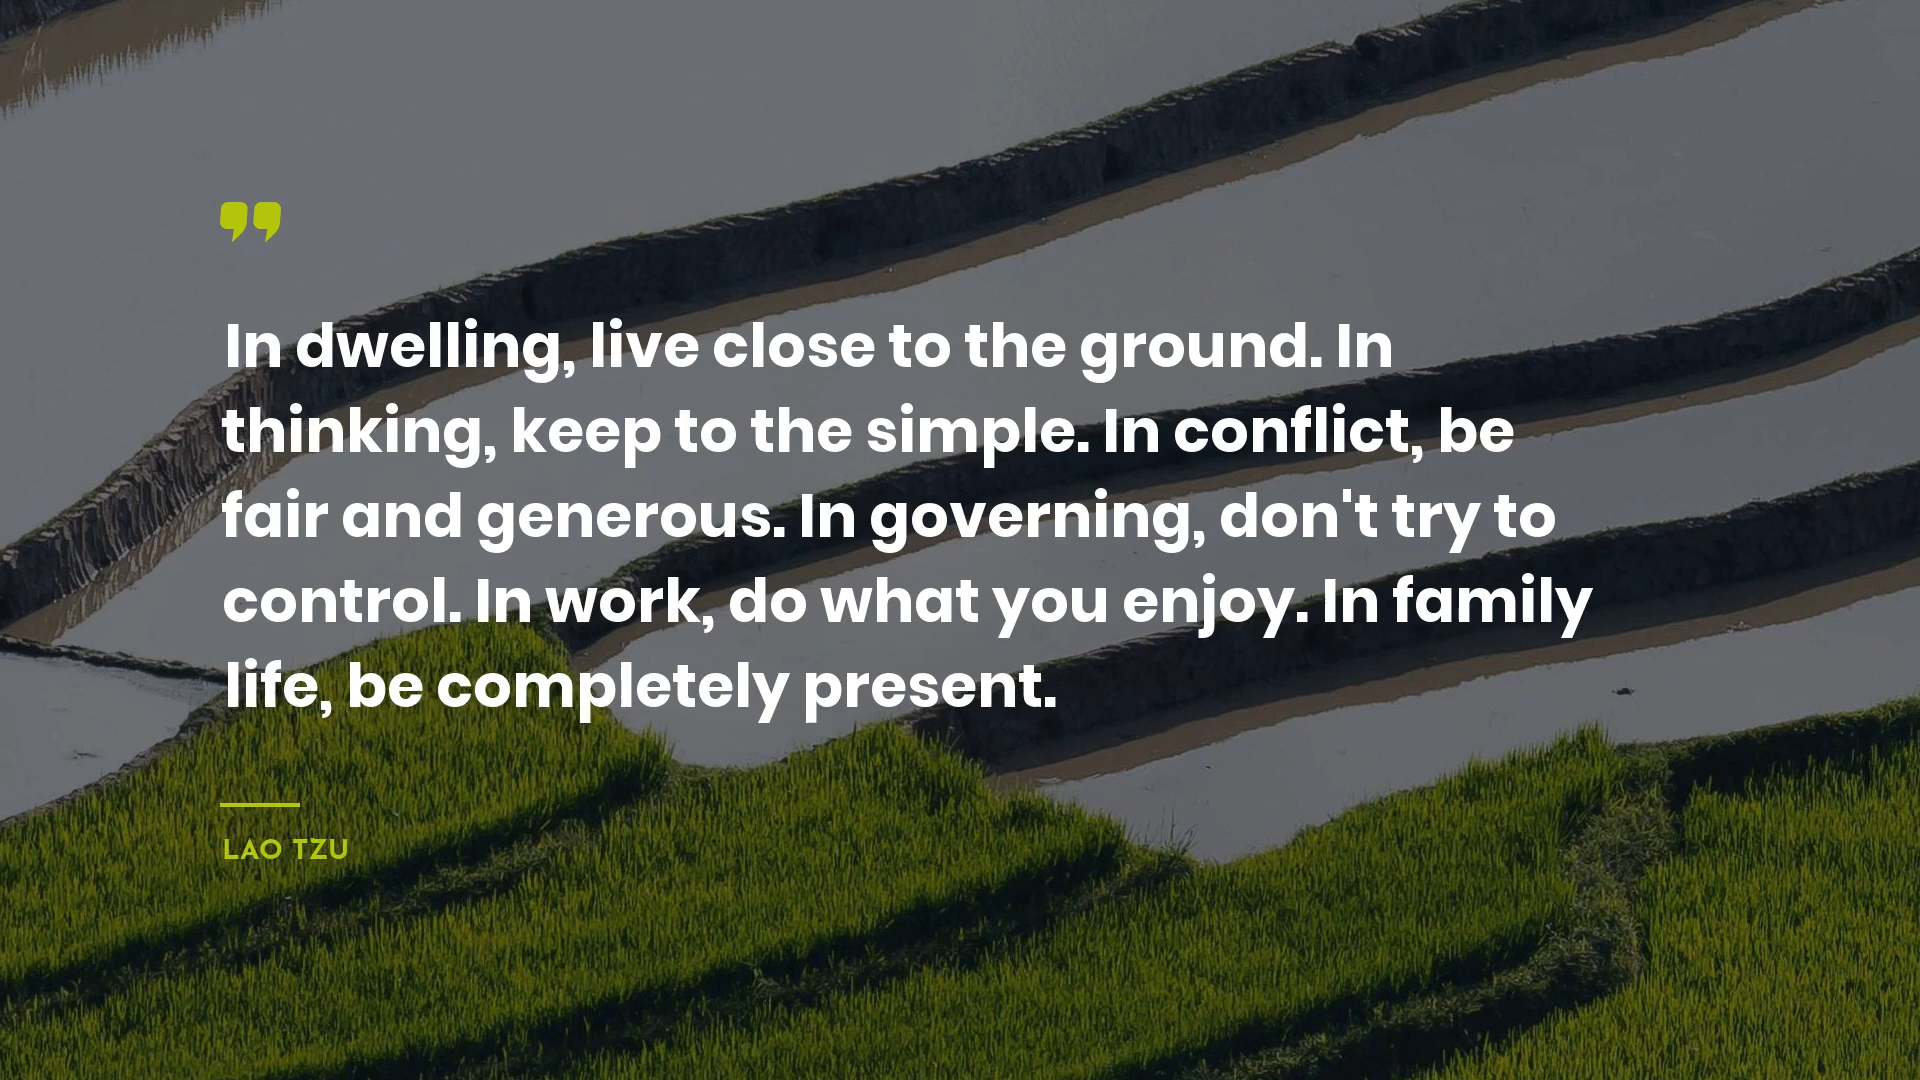 ”
In dwelling, live close to the ground. In
thinking, keep to the simple. In conflict, be
fair and generous. In governing, don't try to
control. In work, do what you enjoy. In family
life, be completely present.
LAO TZU